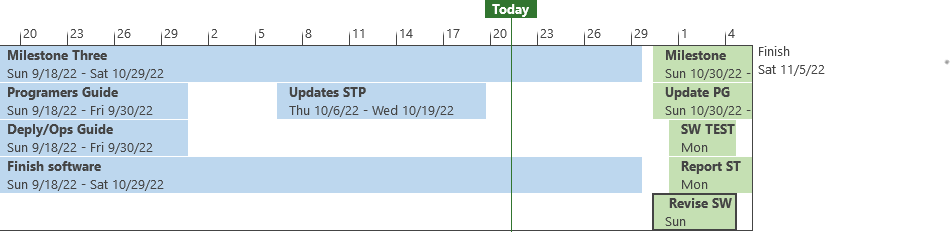 Today
20 23 26 29 2 5 8 11 14 17 20 23 26 29 1 4
Milestone Three
Sun 9/18/22 - Sat 10/29/22
Milestone
Sun 10/30/22 -
Finish
Sat 11/5/22
Programers Guide
Sun 9/18/22 - Fri 9/30/22
Updates STP
Thu 10/6/22 - Wed 10/19/22
Update PG
Sun 10/30/22 -
Deply/Ops Guide
Sun 9/18/22 - Fri 9/30/22
SW TEST
Mon
Finish software
Sun 9/18/22 - Sat 10/29/22
Report ST
Mon
Revise SW
Sun